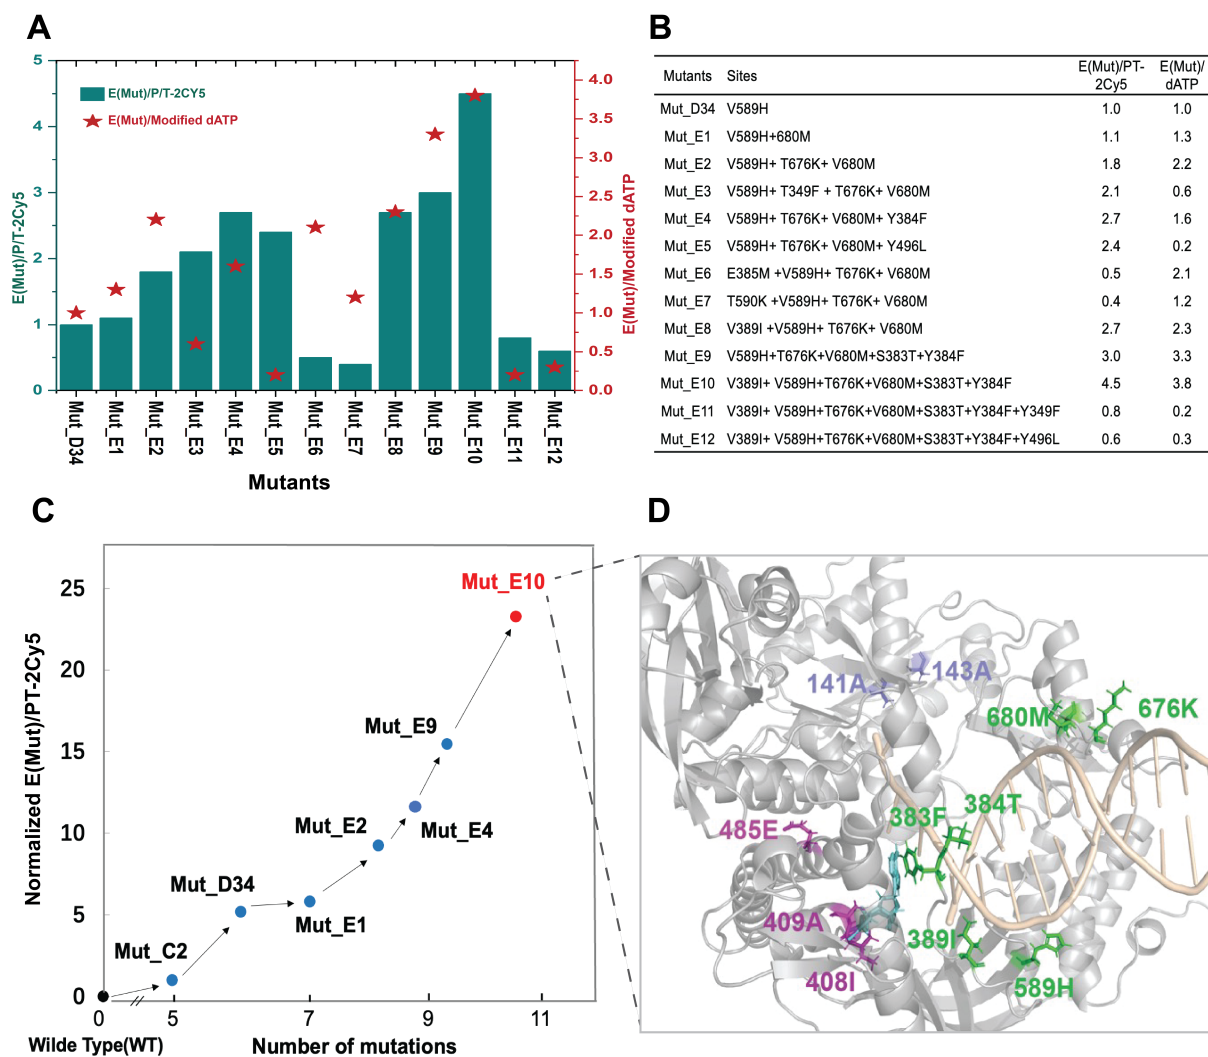 A
5
4
3
2
1
0
E(Mut)/P/T-2Cy5
E(Mut)/P/T-2CY5
E(Mut)/Modified dATP
4.0
3.5
3.0
2.5
2.0
1.5
1.0
0.5
0.0
E(Mut)/Modified dATP
Mut_D34
Mut_E1
Mut_E2
Mut_E3
Mut_E4
Mut_E5
Mut_E6
Mut_E7
Mut_E8
Mut_E9
Mut_E10
Mut_E11
Mut_E12
Mutants
B
Mutants Sites E(Mut)/PT-2Cy5 E(Mut)/dATP
Mut_D34 V589H 1.0 1.0
Mut_E1 V589H+680M 1.1 1.3
Mut_E2 V589H+ T676K+ V680M 1.8 2.2
Mut_E3 V589H+ T349F + T676K+ V680M 2.1 0.6
Mut_E4 V589H+ T676K+ V680M+ Y384F 2.7 1.6
Mut_E5 V589H+ T676K+ V680M+ Y496L 2.4 0.2
Mut_E6 E385M +V589H+ T676K+ V680M 0.5 2.1
Mut_E7 T590K +V589H+ T676K+ V680M 0.4 1.2
Mut_E8 V389I +V589H+ T676K+ V680M 2.7 2.3
Mut_E9 V589H+T676K+V680M+S383T+Y384F 3.0 3.3
Mut_E10 V389I+ V589H+T676K+V680M+S383T+Y384F 4.5 3.8
Mut_E11 V389I+ V589H+T676K+V680M+S383T+Y384F+Y349F 0.8 0.2
Mut_E12 V389I+ V589H+T676K+V680M+S383T+Y384F+Y496L 0.6 0.3
C
25
20
15
10
5
0
Normalized E(Mut)/PT-2Cy5
Mut_E10
Mut_E9
Mut_E4
Mut_E2
Mut_D34
Mut_E1
Mut_C2
0 5 7 9 11
Wilde Type(WT)
Number of mutations
D
141A
143A
680M
676K
383F
384T
485E
409A
408I
389I
589H